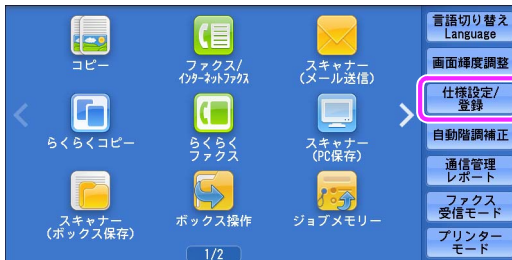 コピー
ファクス/
インターネットファクス
スキャナー
(メール送信)
らくらくコピー
らくらく
ファクス
スキャナー
(PC保存)
スキャナー
(ボックス保存)
ボックス操作
ジョブメモリー
1/2
言語切り替え
Language
画面輝度調整
仕様設定/
登録
自動階調補正
通信管理
レポート
ファクス
受信モード
プリンター
モード